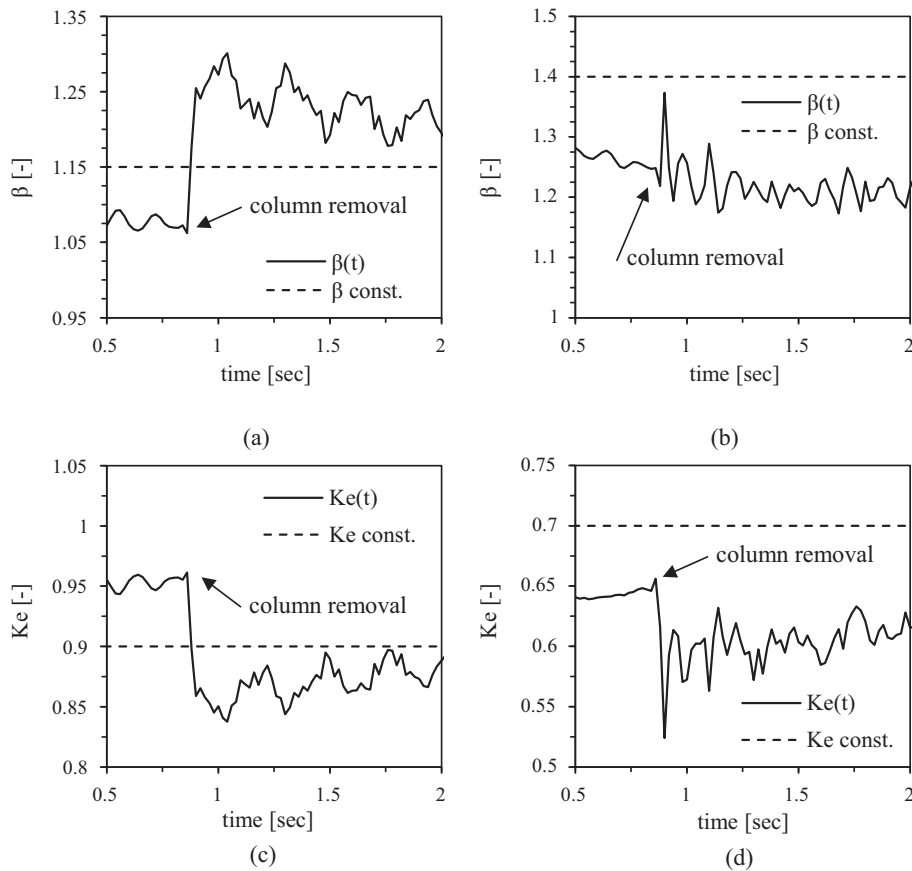 1.35
1.25
1.15
1.05
0.95
β [-]
column removal
β(t)
β const.
0.5 1 1.5 2
time [sec]
(a)
1.5
1.4
1.3
1.2
1.1
1
β [-]
β(t)
β const.
column removal
0.5 1 1.5 2
time [sec]
(b)
1.05
1
0.95
0.9
0.85
0.8
Ke [-]
Ke(t)
Ke const.
column removal
0.5 1 1.5 2
time [sec]
(c)
0.75
0.7
0.65
0.6
0.55
0.5
Ke [-]
column removal
Ke(t)
Ke const.
0.5 1 1.5 2
time [sec]
(d)